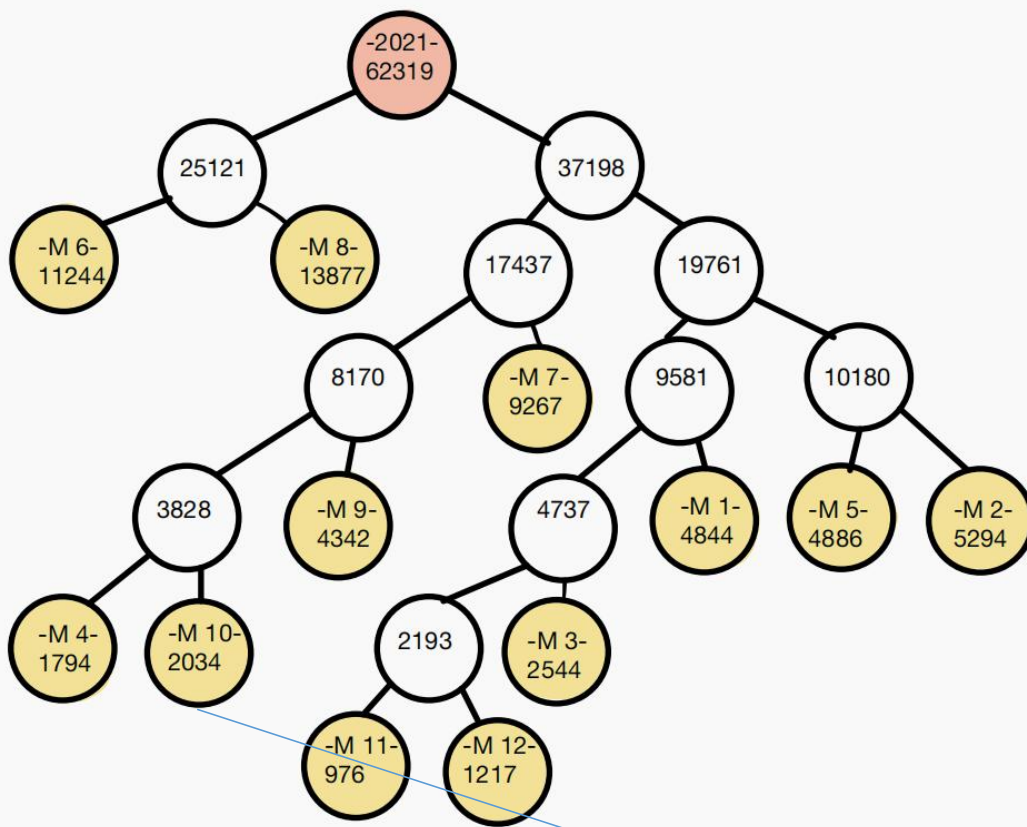 -2021-
62319
25121
37198
-M 6-
11244
-M 8-
13877
17437
19761
8170
-M 7-
9267
9581
10180
3828
-M 9-
4342
4737
-M 1-
4844
-M 5-
4886
-M 2-
5294
-M 4-
1794
-M 10-
2034
2193
-M 3-
2544
-M 11-
976
-M 12-
1217